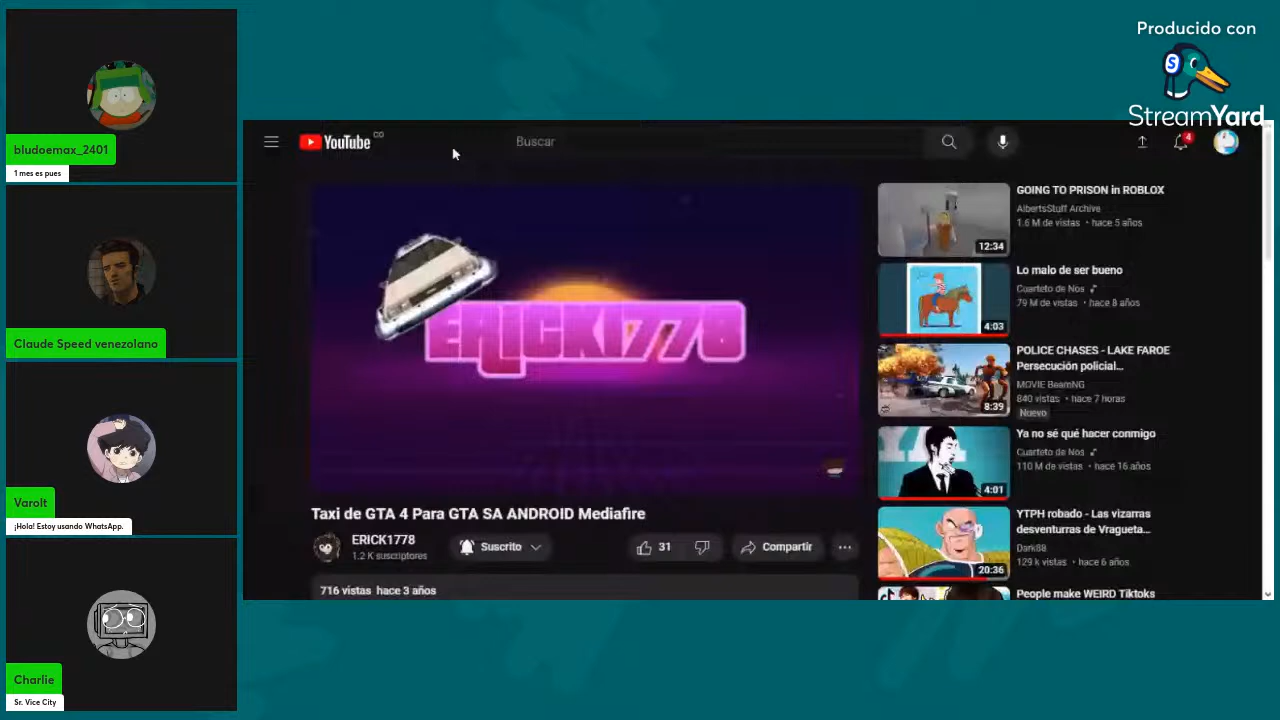 bludoemax_2401
1 mes es pues
Claude Speed venezolano
Varolt
¡Hola! Estoy usando WhatsApp.
Charlie
Sr. Vice City
Producido con
StreamYard
YouTube CO
Buscar
4
ERICK1778
Taxi de GTA 4 Para GTA SA ANDROID Mediafire
ERICK1778
1.2 K suscriptores
Suscrito
31
Compartir
716 vistas hace 3 años
GOING TO PRISON in ROBLOX
AlbertsStuff Archive
1.6 M de vistas • hace 5 años
12:34
Lo malo de ser bueno
Cuarteto de Nos
79 M de vistas • hace 8 años
4:03
POLICE CHASES - LAKE FAROE
Persecución policial...
MOVIE BeamNG
840 vistas • hace 7 horas
Nuevo
8:39
Ya no sé qué hacer conmigo
Cuarteto de Nos
110 M de vistas • hace 16 años
4:01
YTPH robado - Las vizarras
desventurras de Vragueta...
Dark88
129 k vistas • hace 6 años
20:36
People make WEIRD Tiktoks